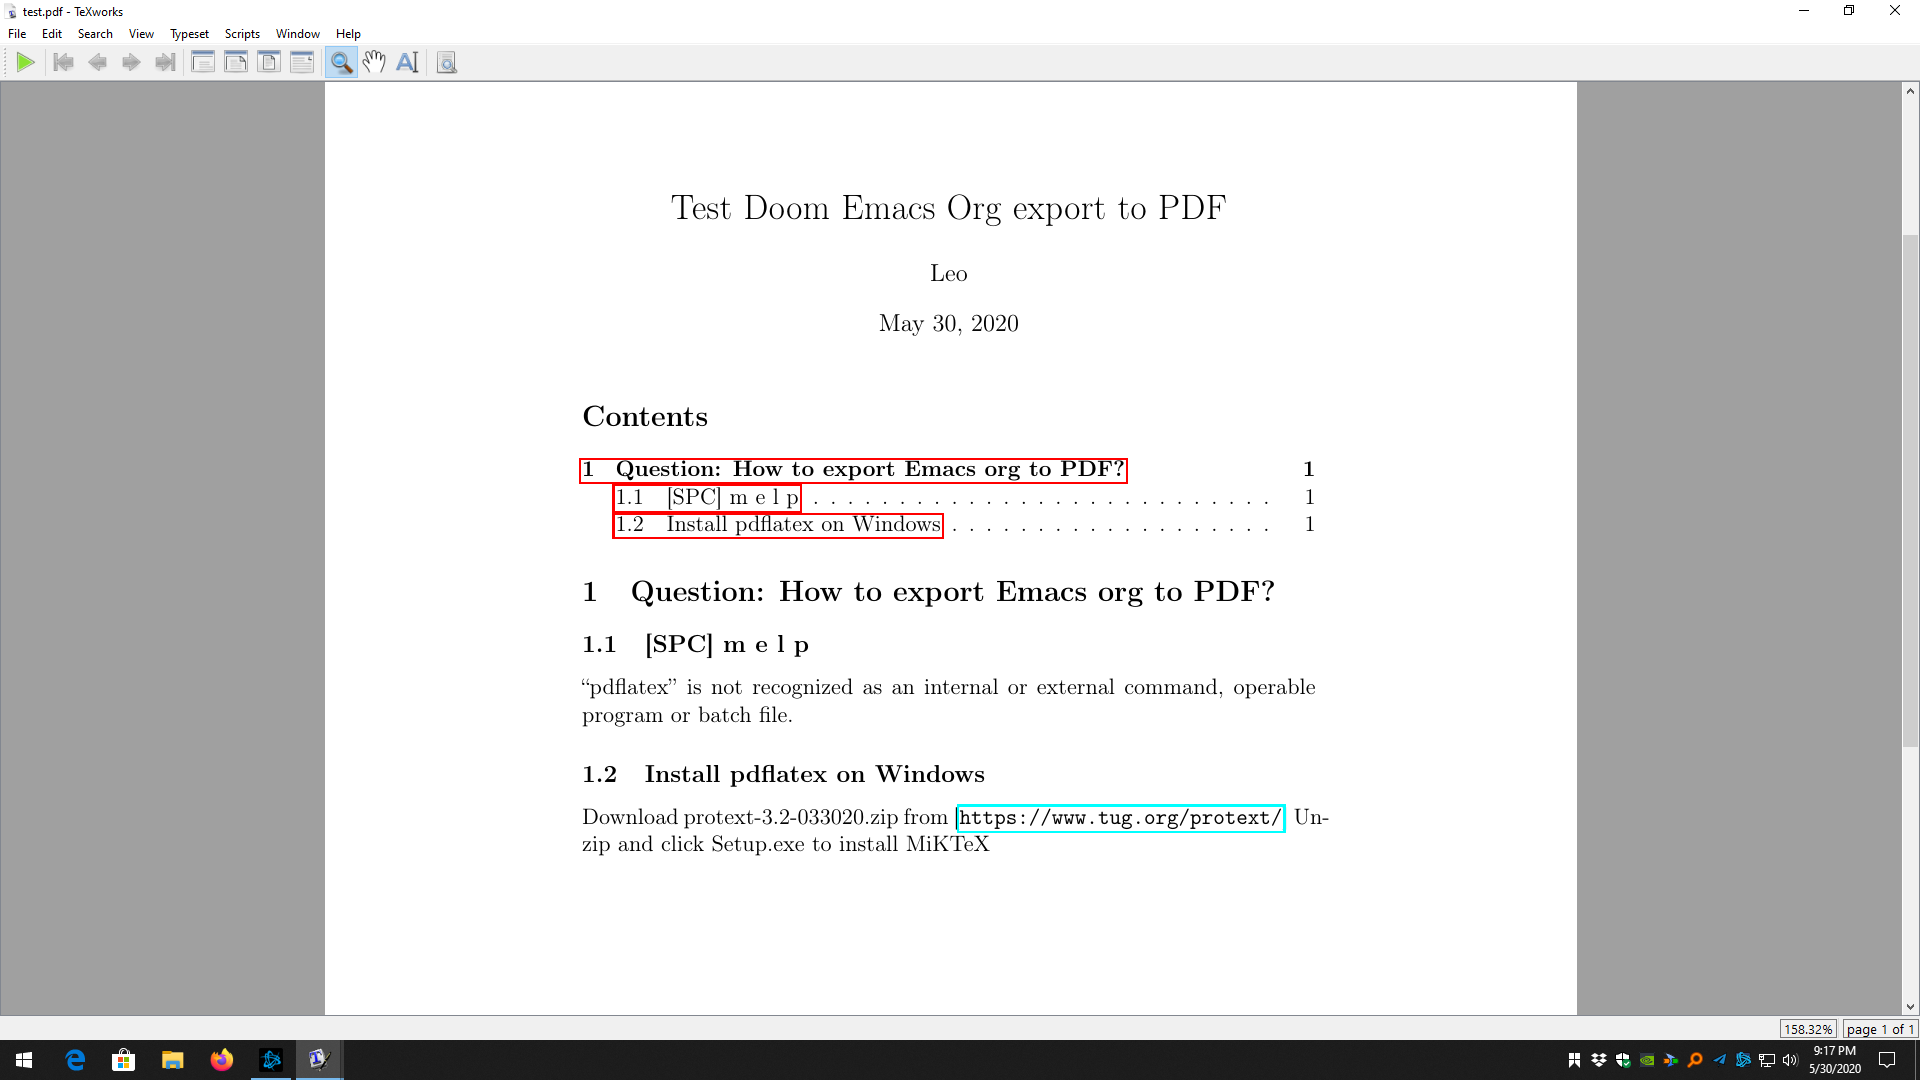 test.pdf - TeXworks
File Edit Search View Typeset Scripts Window Help
Test Doom Emacs Org export to PDF
Leo
May 30, 2020
Contents
1 Question: How to export Emacs org to PDF? 1
1.1 [SPC] m e l p . . . . . . . . . . . . . . . . . . . . . . . . . . . 1
1.2 Install pdflatex on Windows . . . . . . . . . . . . . . . . . . . 1
1 Question: How to export Emacs org to PDF?
1.1 [SPC] m e l p
“pdflatex” is not recognized as an internal or external command, operable
program or batch file.
1.2 Install pdflatex on Windows
Download protext-3.2-033020.zip from https://www.tug.org/protext/ Un-
zip and click Setup.exe to install MiKTeX
158.32% page 1 of 1
9:17 PM
5/30/2020